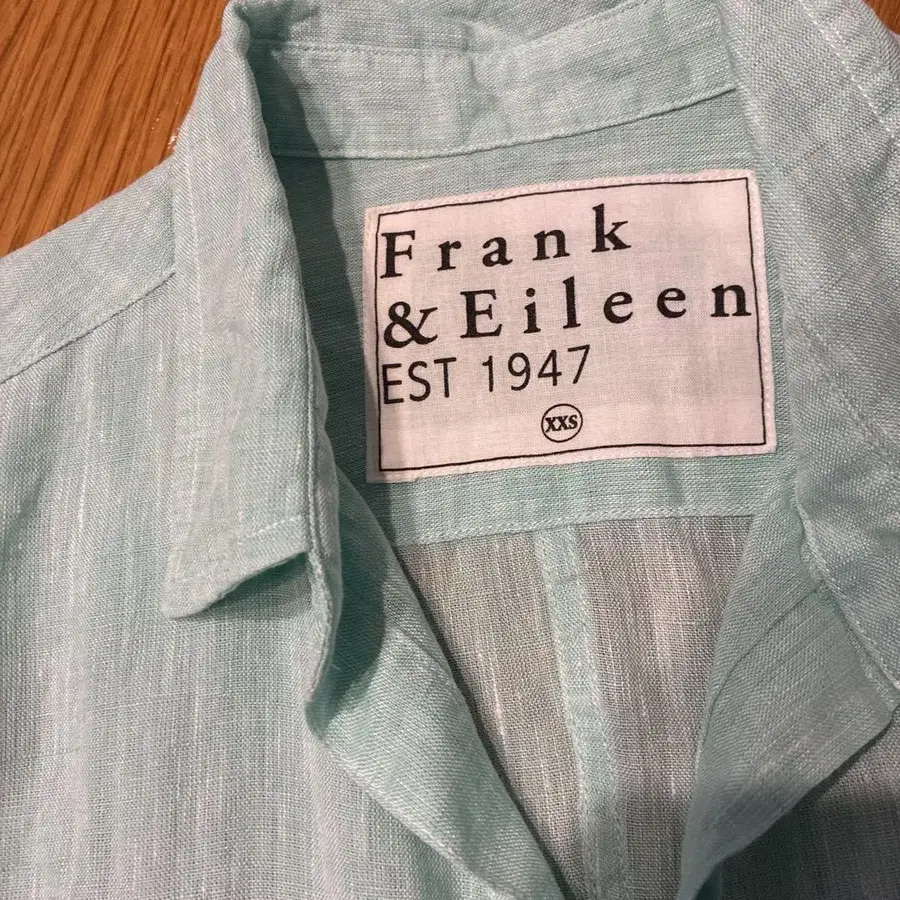 Frank
& Eileen
EST 1947
XXS